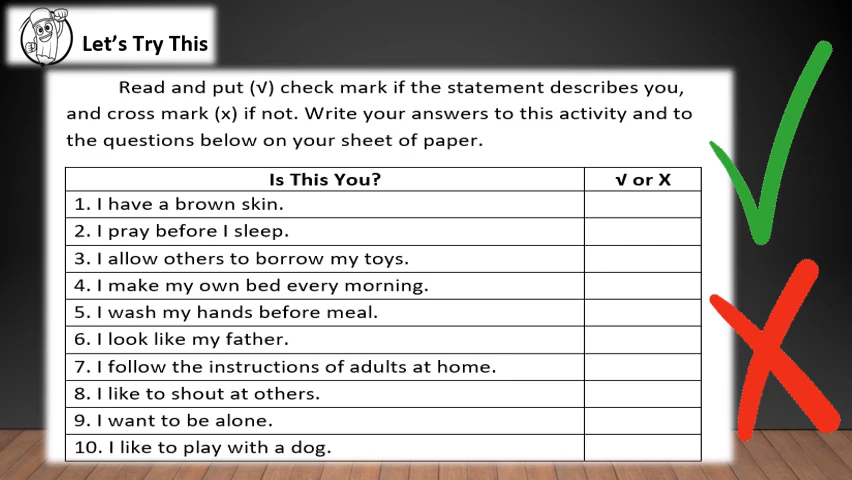 Let's Try This
Read and put (√) check mark if the statement describes you,
and cross mark (x) if not. Write your answers to this activity and to
the questions below on your sheet of paper.
Is This You? √ or X
1. I have a brown skin.
2. I pray before I sleep.
3. I allow others to borrow my toys.
4. I make my own bed every morning.
5. I wash my hands before meal.
6. I look like my father.
7. I follow the instructions of adults at home.
8. I like to shout at others.
9. I want to be alone.
10. I like to play with a dog.